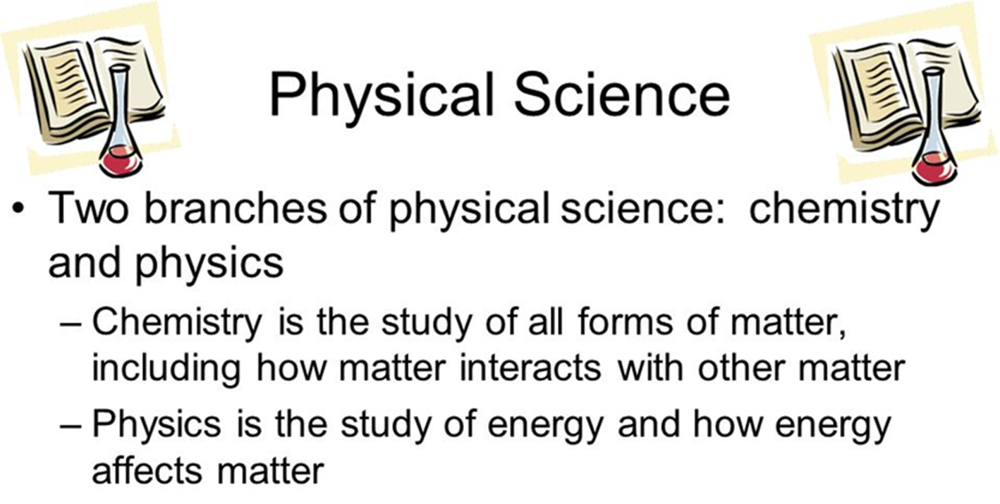 Physical Science
• Two branches of physical science: chemistry
and physics
– Chemistry is the study of all forms of matter,
including how matter interacts with other matter
– Physics is the study of energy and how energy
affects matter